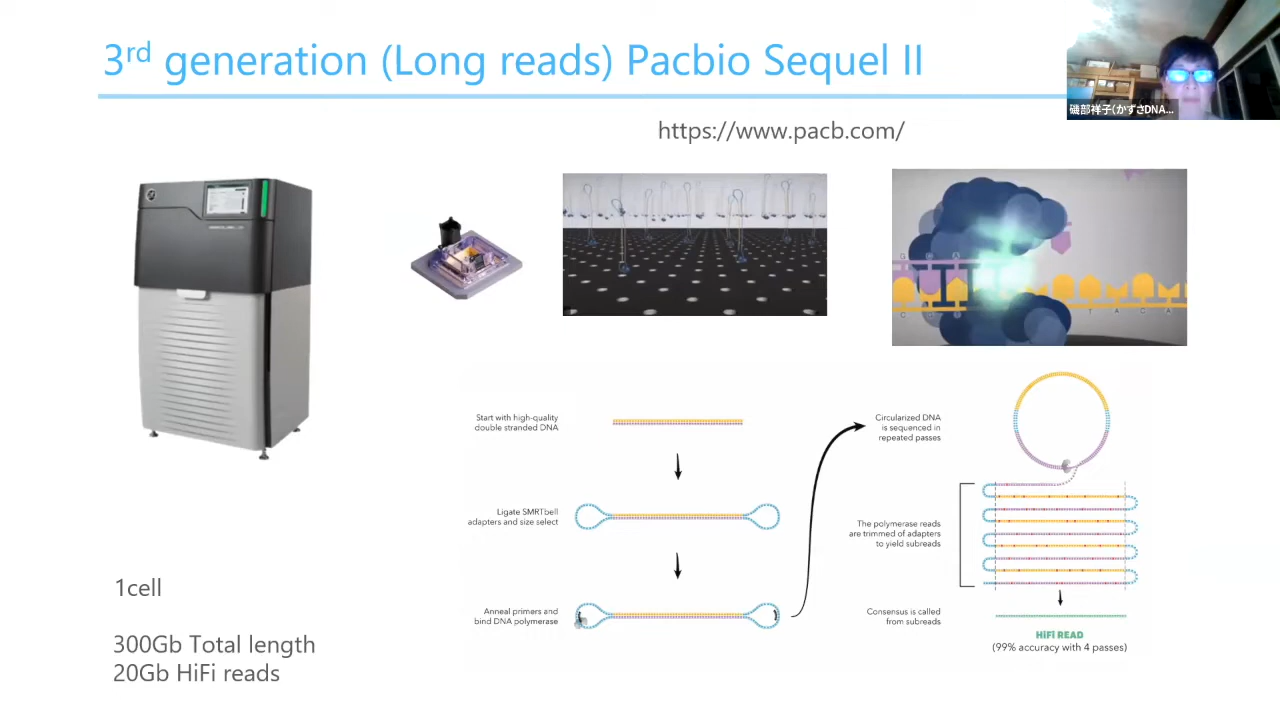 3rd generation (Long reads) Pacbio Sequel II
磯部祥子(かずさDNA...
https://www.pacb.com/
G G A
C C G
T A C A
Start with high-quality
double stranded DNA
Ligate SMRTbell
adapters and size select
Anneal primers and
bind DNA polymerase
Circularized DNA
is sequenced in
repeated passes
The polymerase reads
are trimmed of adapters
to yield subreads
Consensus is called
from subreads
HiFi READ
(99% accuracy with 4 passes)
1cell
300Gb Total length
20Gb HiFi reads